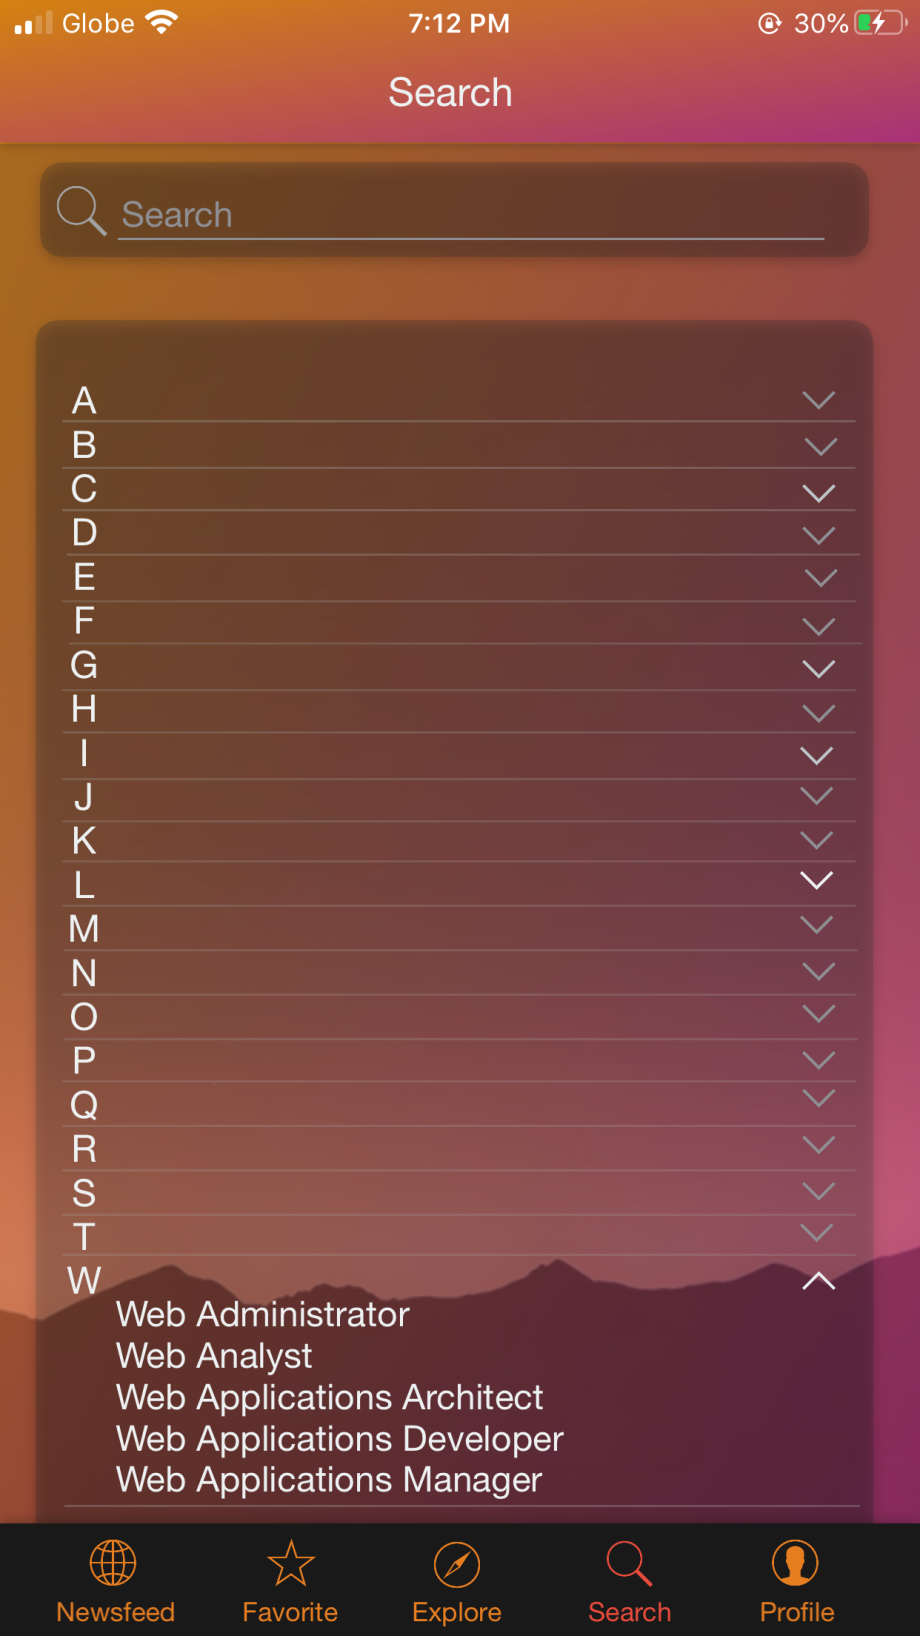 Globe 7:12 PM 30%
Search
Search
A
B
C
D
E
F
G
H
I
J
K
L
M
N
O
P
Q
R
S
T
W
Web Administrator
Web Analyst
Web Applications Architect
Web Applications Developer
Web Applications Manager
Newsfeed Favorite Explore Search Profile